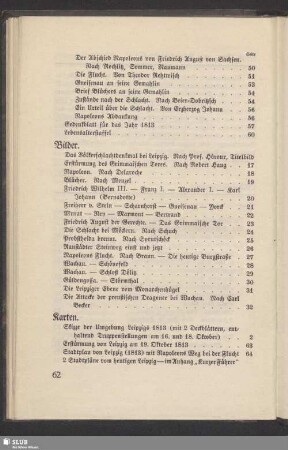 Seite
Der Abschied Napoleons von Friedrich August von Sachsen.
Nach Rochlitz, Sommer, Naumann 50
Die Flucht. Von Theodor Rehtwisch 51
Gneisenau an seine Gemahlin 53
Brief Blüchers an seine Gemahlin 54
Zustände nach der Schlacht. Nach Beier-Dobritzsch 54
Ein Urteil über die Schlacht. Von Erzherzog Johann 56
Napoleons Abdankung 56
Gedenkblatt für das Jahr 1813 57
Lebensalterstaffel 60
Bilder.
Das Völkerschlachtdenkmal bei Leipzig. Nach Prof. Häuner, Titelbild
Erstürmung des Grimmaischen Tores. Nach Robert Haug 17
Napoleon. Nach Delaroche 18
Blücher. Nach Menzel 19
Friedrich Wilhelm III. — Franz I. — Alexander I. — Karl
Johann (Bernadotte) 20
Freiherr v. Stein — Scharnhorst — Gneisenau — Yorck 21
Murat — Ney — Marmont — Bertrand 22
Friedrich August der Gerechte. — Das Grimmaische Tor 23
Die Schlacht bei Möckern. Nach Schuch 24
Probstheida brennt. Nach
Ranstädter Steinweg einst und jetzt 26
Napoleons Flucht. Nach Braun. — Die heutige Burgstraße 27
Wachau. — Schönefeld 28
Wachau. — Schloß Dölitz 29
Güldengossa. — Störmthal 30
Die Leipziger Ebene vom Monarchenhügel 31
Die Attacke der preußischen Dragoner bei Wachau. Nach Carl
Becker 32
Karten.
Skizze der Umgebung Leipzigs 1813 (mit 2 Deckblättern, ent-
haltend Truppenstellungen am 16. und 18. Oktober) 2
Erstürmung von Leipzig am 19. Oktober 1813 63
Stadtplan von Leipzig (1813) mit Napoleons Weg bei der Flucht 64
2 Stadtpläne vom heutigen Leipzig — im Anhang „Kurzer Führer“
62